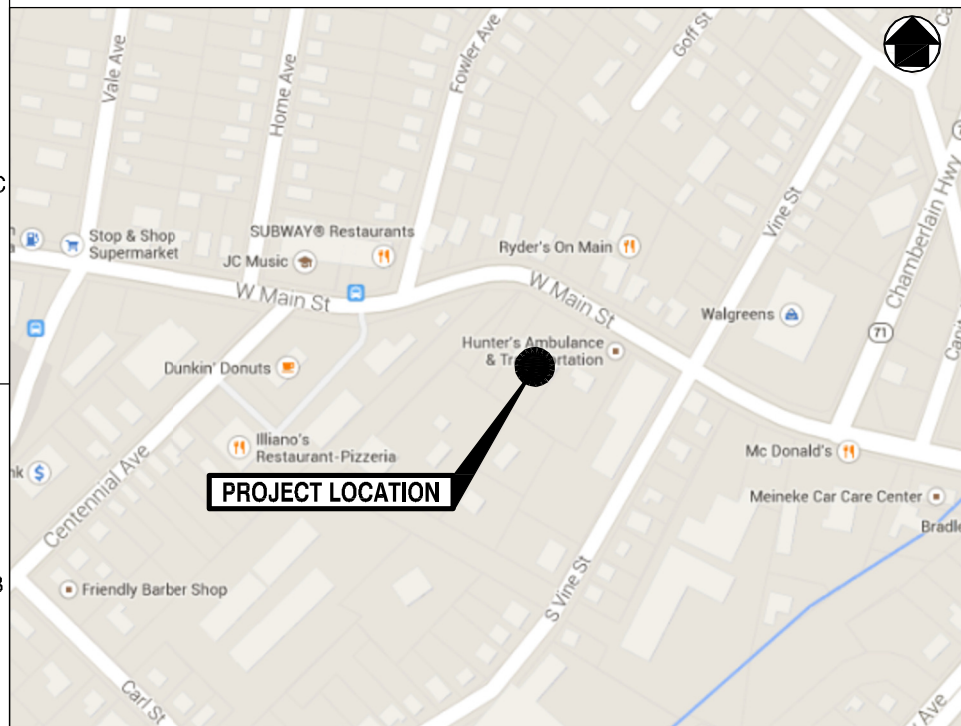 Vale Ave
Home Ave
Fowler Ave
Goff St
C
Stop & Shop
Supermarket
SUBWAY® Restaurants
JC Music
Ryder's On Main
Vine St
Chamberlain Hwy
W Main St
W Main St
Walgreens
71
Hunter's Ambulance
&
Dunkin' Donuts
Illiano's
Restaurant-Pizzeria
Mc Donald's
PROJECT LOCATION
Meineke Car Care Center
Centennial Ave
S Vine St
B
Friendly Barber Shop
Carl St
Ave